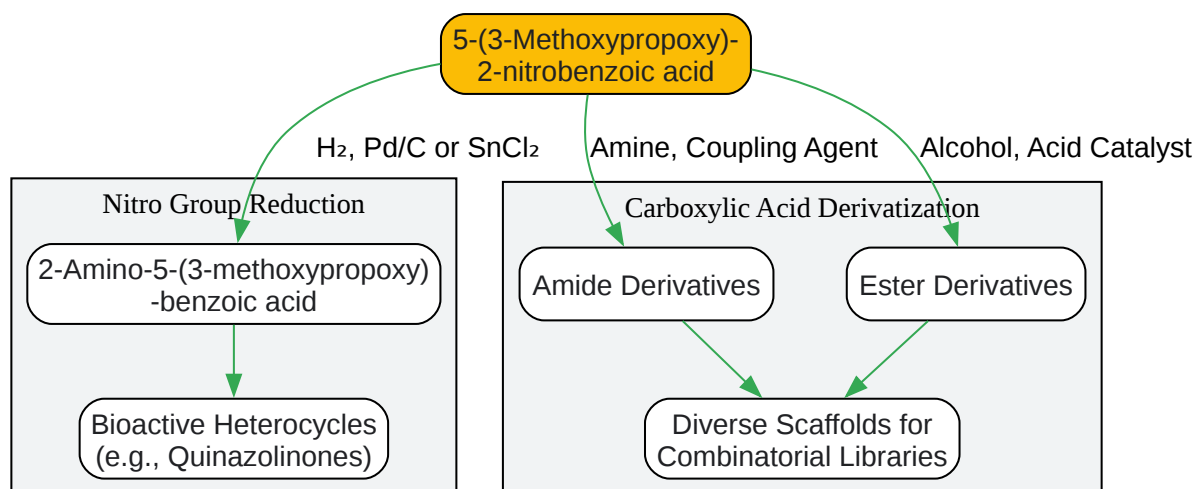 5-(3-Methoxypropoxy)-
2-nitrobenzoic acid
H₂, Pd/C or SnCl₂
Amine, Coupling Agent
Alcohol, Acid Catalyst
Nitro Group Reduction
Carboxylic Acid Derivatization
2-Amino-5-(3-methoxypropoxy)
-benzoic acid
Amide Derivatives
Ester Derivatives
Bioactive Heterocycles
(e.g., Quinazolinones)
Diverse Scaffolds for
Combinatorial Libraries